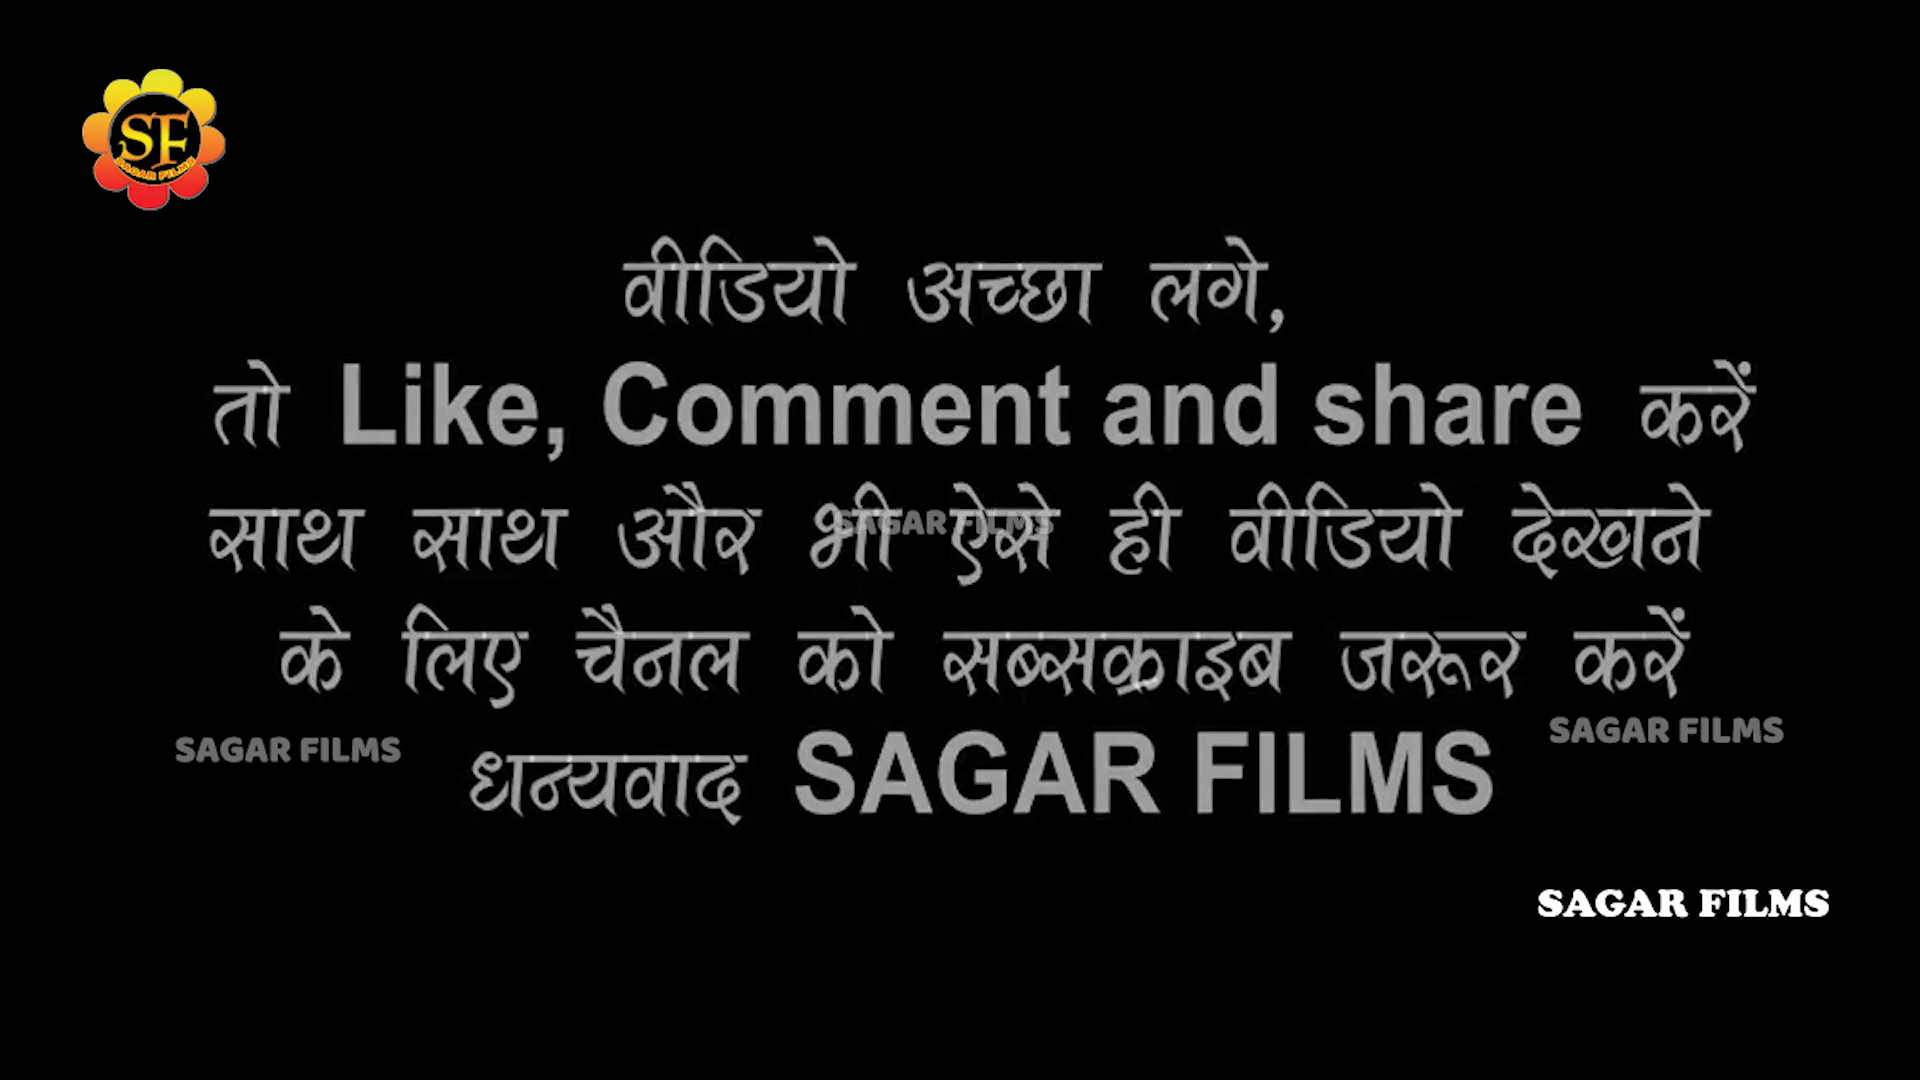 SF
SAGAR FILMS
वीडियो अच्छा लगे,
तो Like, Comment and share करें
साथ साथ और भी ऐसे ही वीडियो देखने
SAGAR FILMS
के लिए चैनल को सब्सक्राइब जरूर करें
SAGAR FILMS
SAGAR FILMS
धन्यवाद SAGAR FILMS
SAGAR FILMS